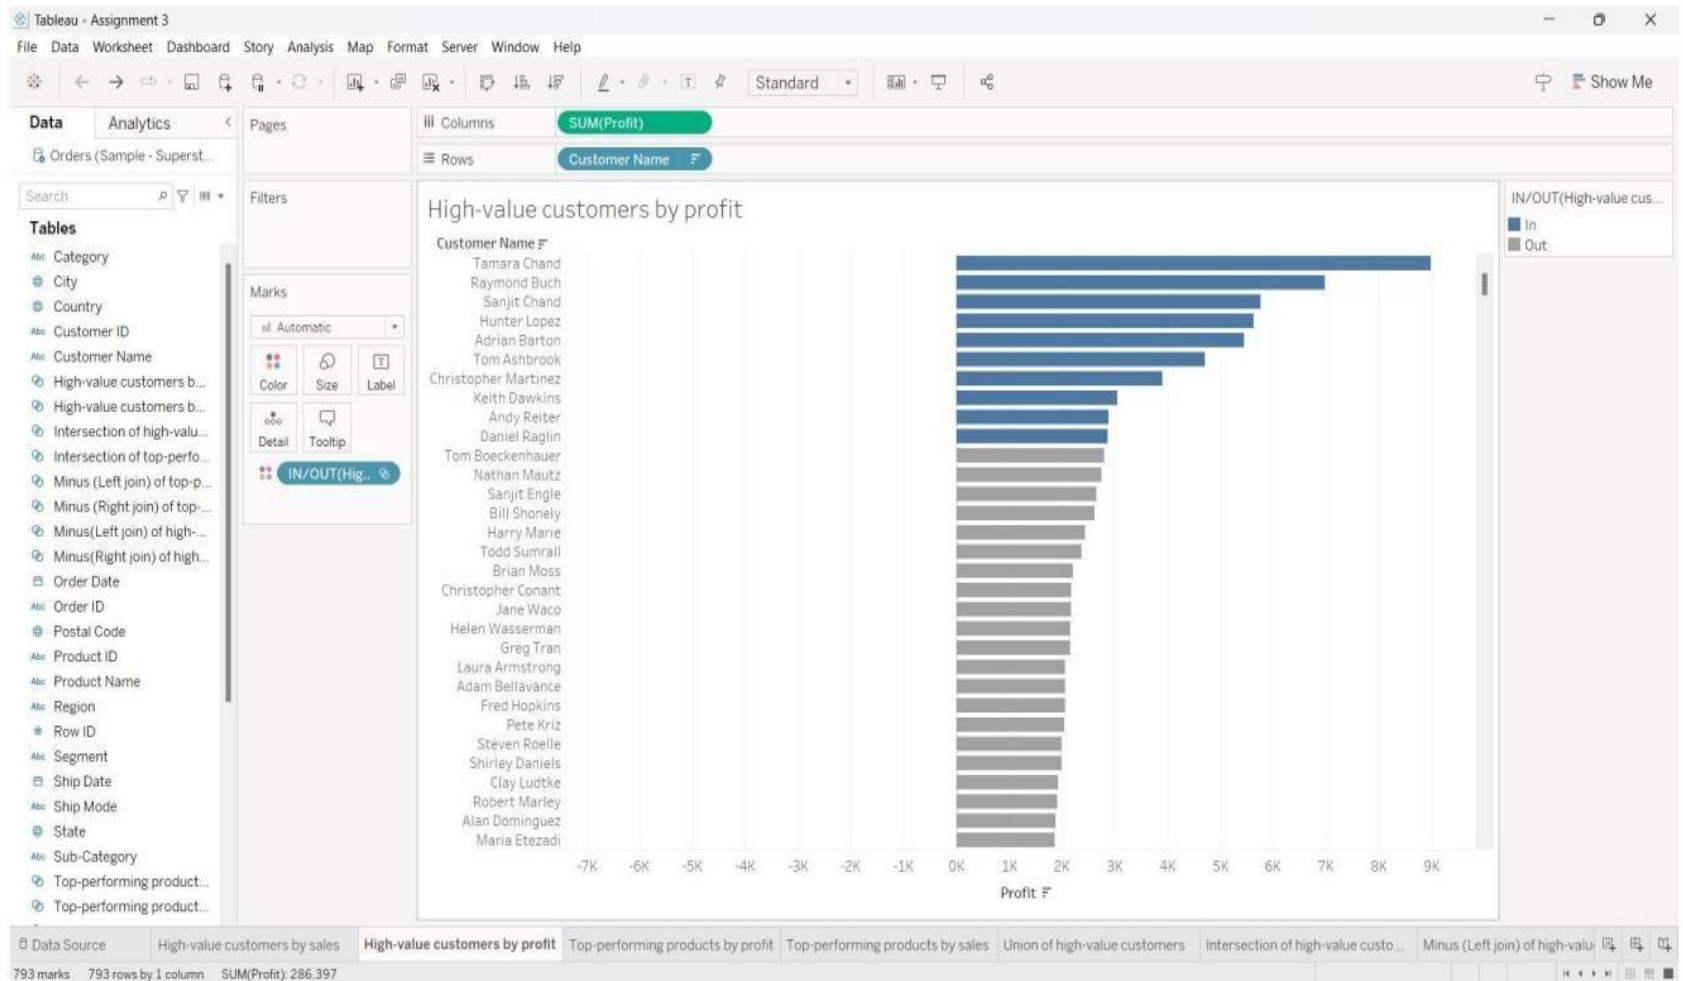 Tableau - Assignment 3
File Data Worksheet Dashboard Story Analysis Map Format Server Window Help
Standard
Show Me
Data Analytics
Orders (Sample - Superst...
Search
Tables
Abc Category
City
Country
Abc Customer ID
Abc Customer Name
High-value customers b...
High-value customers b...
Intersection of high-valu...
Intersection of top-perfo...
Minus (Left join) of top-p...
Minus (Right join) of top-...
Minus(Left join) of high-...
Minus(Right join) of high...
Order Date
Abc Order ID
Postal Code
Abc Product ID
Abc Product Name
Abc Region
# Row ID
Abc Segment
Ship Date
Abc Ship Mode
State
Abc Sub-Category
Top-performing product...
Top-performing product...
Pages
Filters
Marks
Automatic
Color Size Label
Detail Tooltip
IN/OUT(Hig..
Columns SUM(Profit)
Rows Customer Name
High-value customers by profit
Customer Name
Tamara Chand
Raymond Buch
Sanjit Chand
Hunter Lopez
Adrian Barton
Tom Ashbrook
Christopher Martinez
Keith Dawkins
Andy Reiter
Daniel Raglin
Tom Boeckenhauer
Nathan Mautz
Sanjit Engle
Bill Shonely
Harry Marie
Todd Sumrall
Brian Moss
Christopher Conant
Jane Waco
Helen Wasserman
Greg Tran
Laura Armstrong
Adam Bellavance
Fred Hopkins
Pete Kriz
Steven Roelle
Shirley Daniels
Clay Ludtke
Robert Marley
Alan Dominguez
Maria Etezadi
-7K -6K -5K -4K -3K -2K -1K 0K 1K 2K 3K 4K 5K 6K 7K 8K 9K
Profit
IN/OUT(High-value cus...
In
Out
Data Source High-value customers by sales High-value customers by profit Top-performing products by profit Top-performing products by sales Union of high-value customers Intersection of high-value custo... Minus (Left join) of high-valu
793 marks 793 rows by 1 column SUM(Profit): 286,397